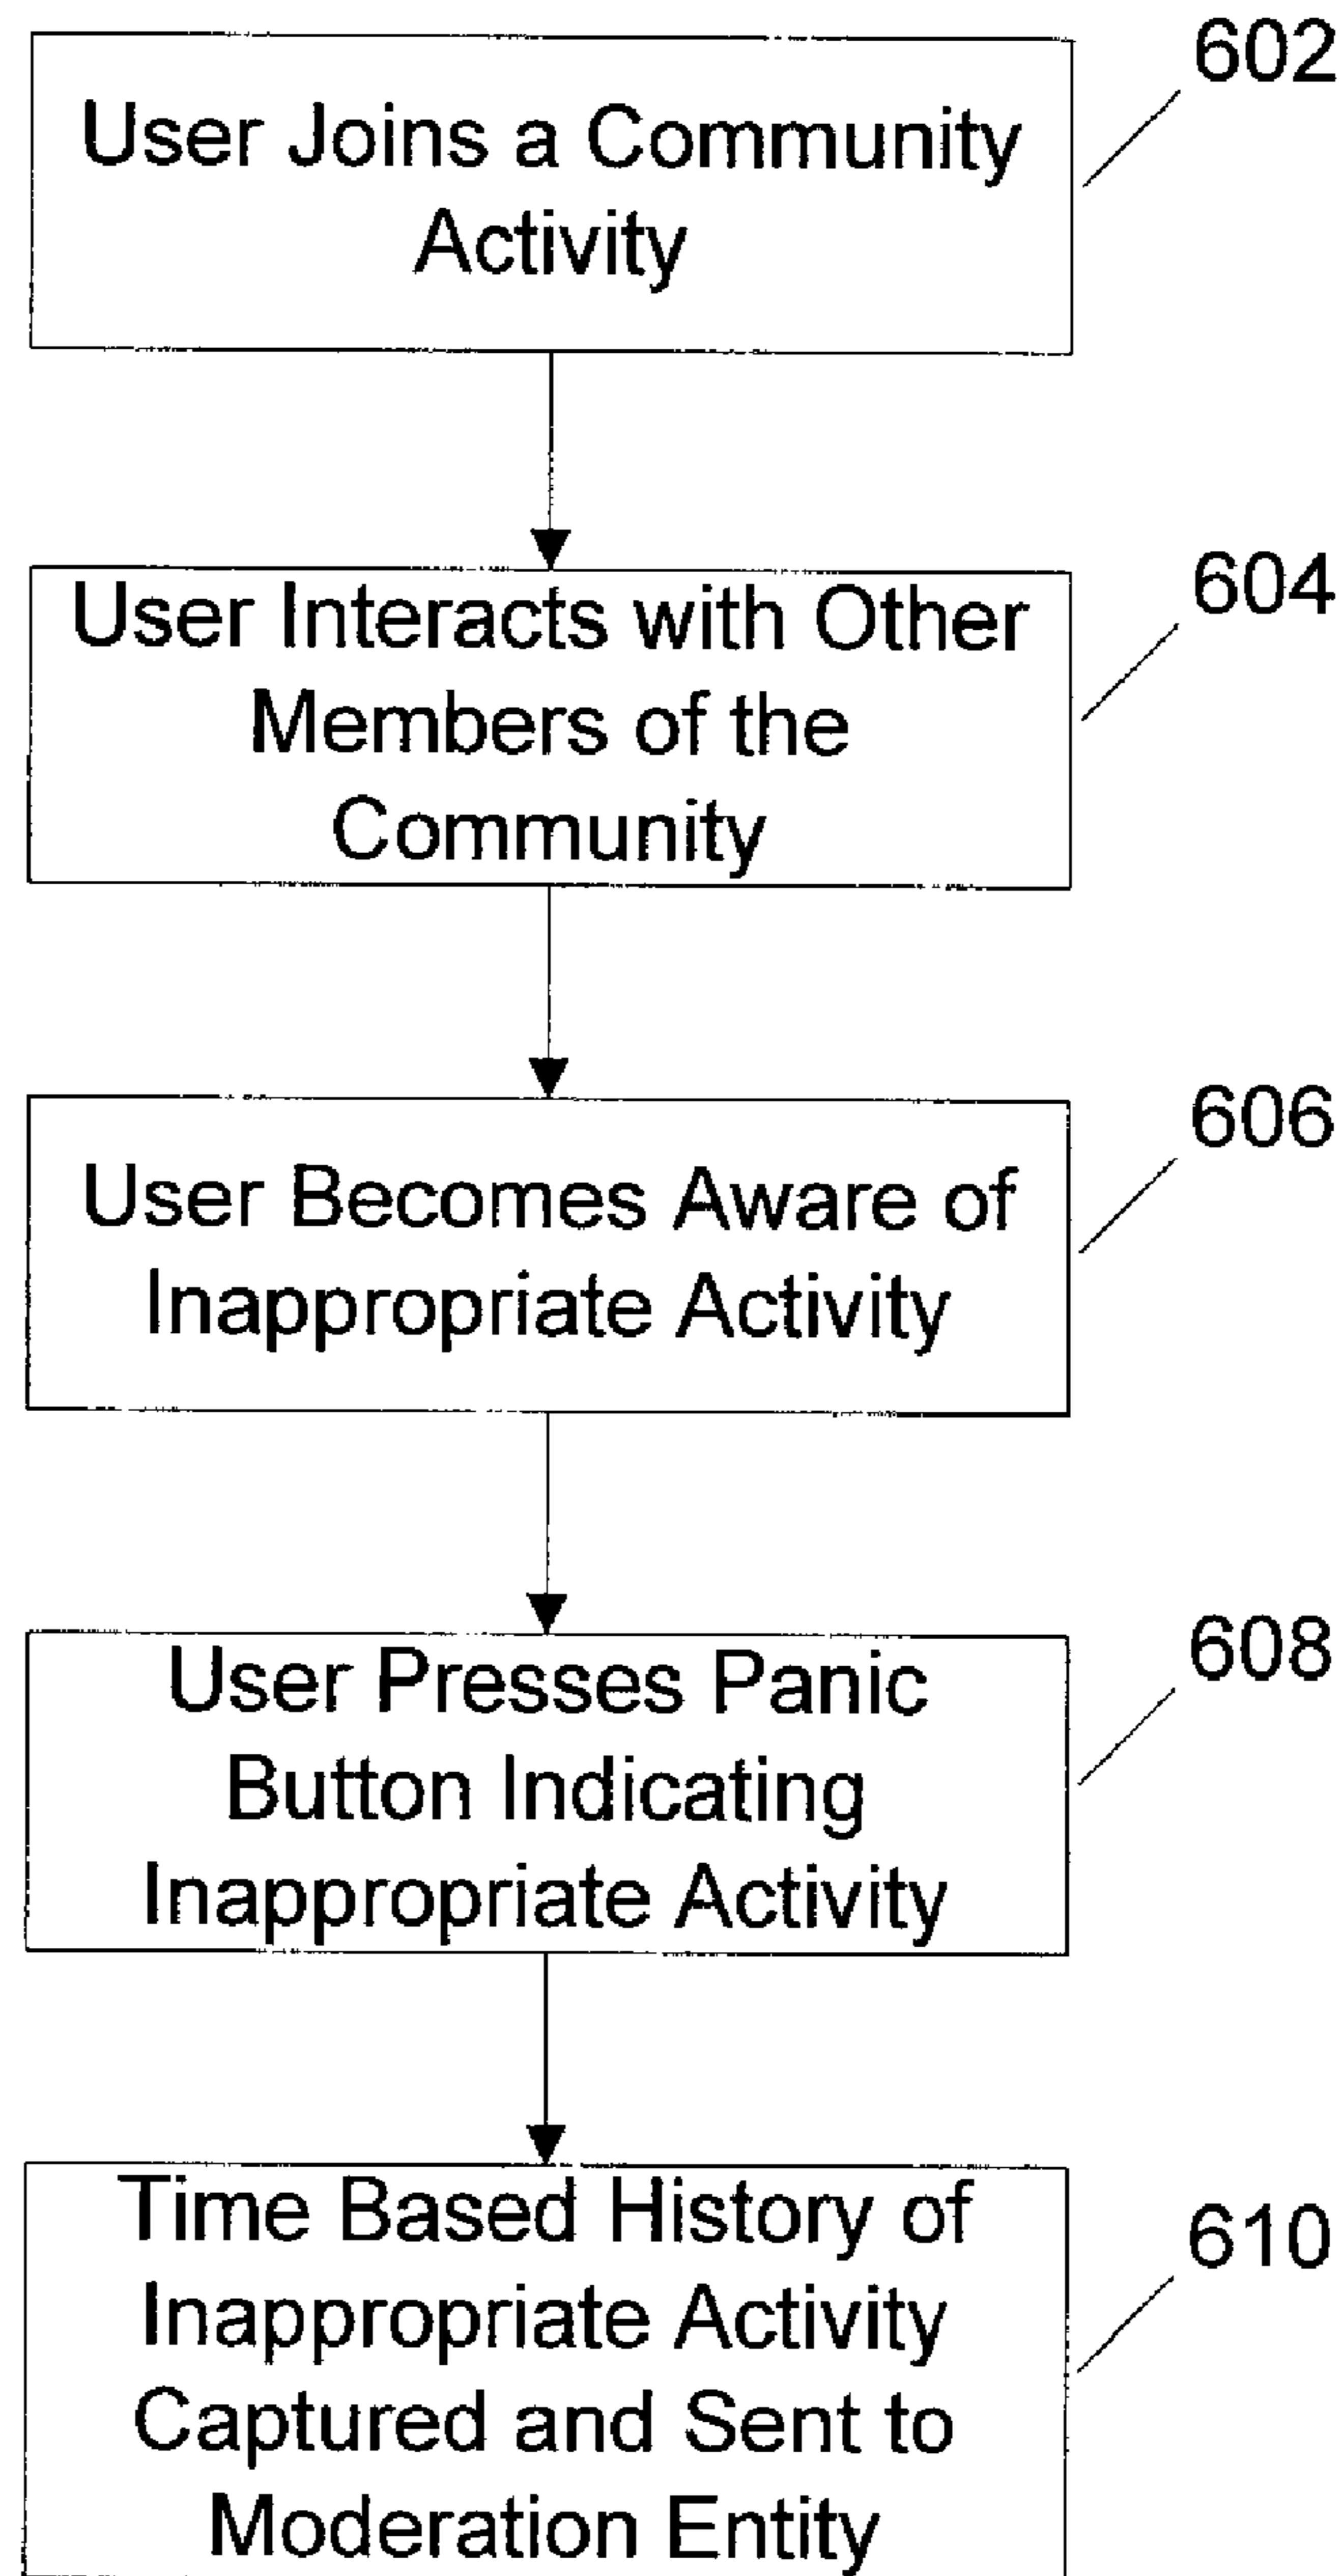 602
User Joins a Community
Activity
604
User Interacts with Other
Members of the
Community
606
User Becomes Aware of
Inappropriate Activity
608
User Presses Panic
Button Indicating
Inappropriate Activity
610
Time Based History of
Inappropriate Activity
Captured and Sent to
Moderation Entity